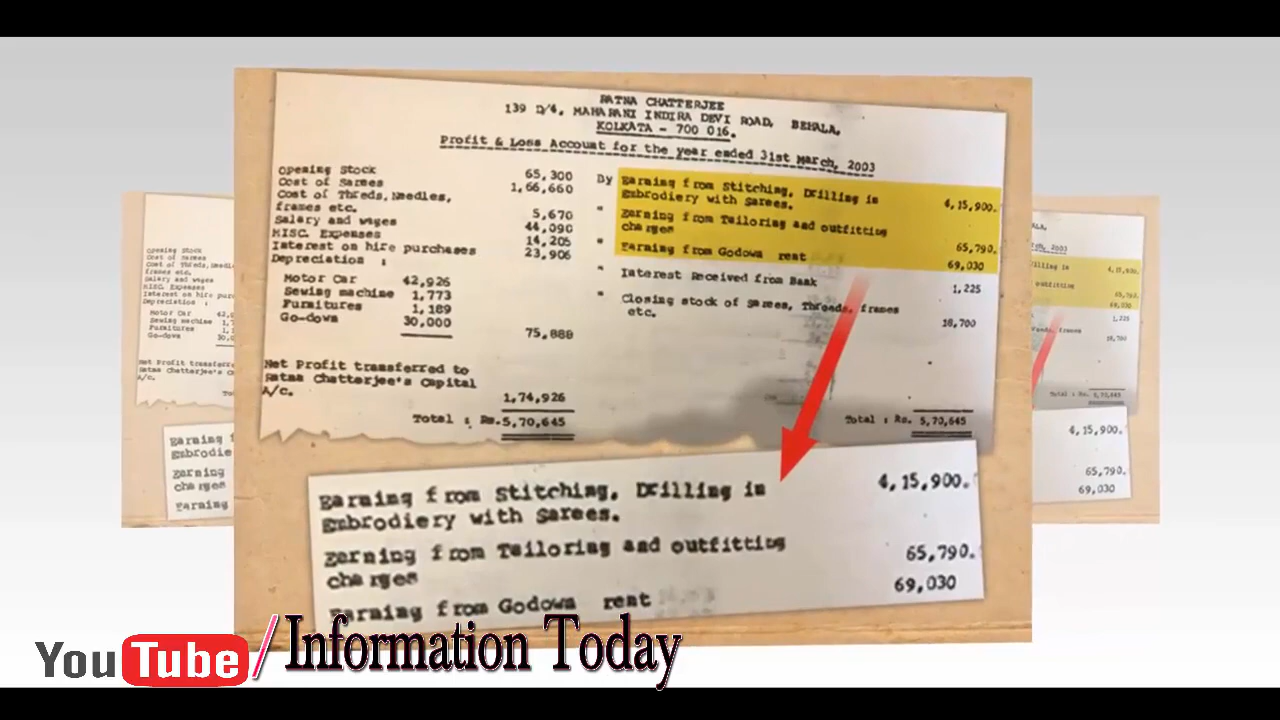 RATNA CHATTERJEE
139 D/4, MAHARANI INDIRA DEVI ROAD, BEHALA,
KOLKATA - 700 016.
Profit & Loss Account for the year ended 31st March, 2003
Opening Stock 65,300
Cost of Sarees 1,66,660
Cost of Threds, Needles,
frames etc. 5,670
Salary and wages 44,090
MISC. Expenses 14,205
Interest on hire purchases 23,906
Depreciation :
Motor Car 42,926
Sewing machine 1,773
Furnitures 1,189
Go-down 30,000
75,888
Net Profit transferred to
Ratna Chatterjee's Capital
A/c. 1,74,926
Total : Rs. 5,70,645
By Earning from Stitching, Drilling in
Embrodiery with Sarees. 4,15,900.
" Earning from Tailoring and outfitting
charges 65,790.
" Earning from Godown rent 69,030
" Interest Received from Bank 1,225
" Closing stock of Sarees, Threads, frames
etc. 18,700
Total : Rs. 5,70,645
Earning from Stitching, Drilling in 4,15,900.
Embrodiery with Sarees.
Earning from Tailoring and outfitting 65,790.
charges
Earning from Godown rent 69,030
YouTube / Information Today